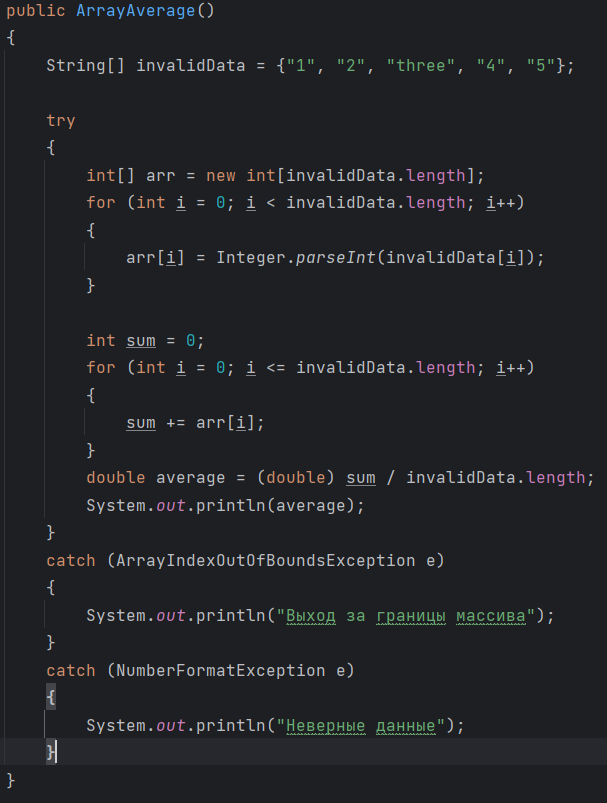 public ArrayAverage()
{
    String[] invalidData = {"1", "2", "three", "4", "5"};

    try
    {
        int[] arr = new int[invalidData.length];
        for (int i = 0; i < invalidData.length; i++)
        {
            arr[i] = Integer.parseInt(invalidData[i]);
        }

        int sum = 0;
        for (int i = 0; i <= invalidData.length; i++)
        {
            sum += arr[i];
        }
        double average = (double) sum / invalidData.length;
        System.out.println(average);
    }
    catch (ArrayIndexOutOfBoundsException e)
    {
        System.out.println("Выход за границы массива");
    }
    catch (NumberFormatException e)
    {
        System.out.println("Неверные данные");
    }
}